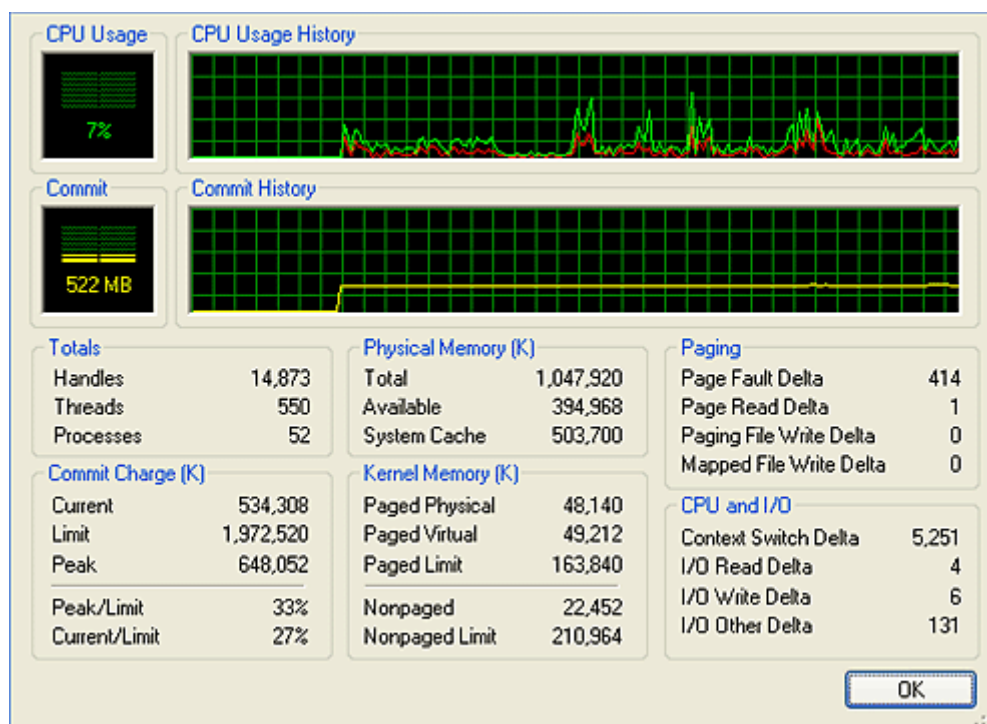 CPU Usage
CPU Usage History
7%
Commit
Commit History
522 MB
Totals
Handles 14,873
Threads 550
Processes 52
Physical Memory (K)
Total 1,047,920
Available 394,968
System Cache 503,700
Paging
Page Fault Delta 414
Page Read Delta 1
Paging File Write Delta 0
Mapped File Write Delta 0
Commit Charge (K)
Current 534,308
Limit 1,972,520
Peak 648,052
Peak/Limit 33%
Current/Limit 27%
Kernel Memory (K)
Paged Physical 48,140
Paged Virtual 49,212
Paged Limit 163,840
Nonpaged 22,452
Nonpaged Limit 210,964
CPU and I/O
Context Switch Delta 5,251
I/O Read Delta 4
I/O Write Delta 6
I/O Other Delta 131
OK